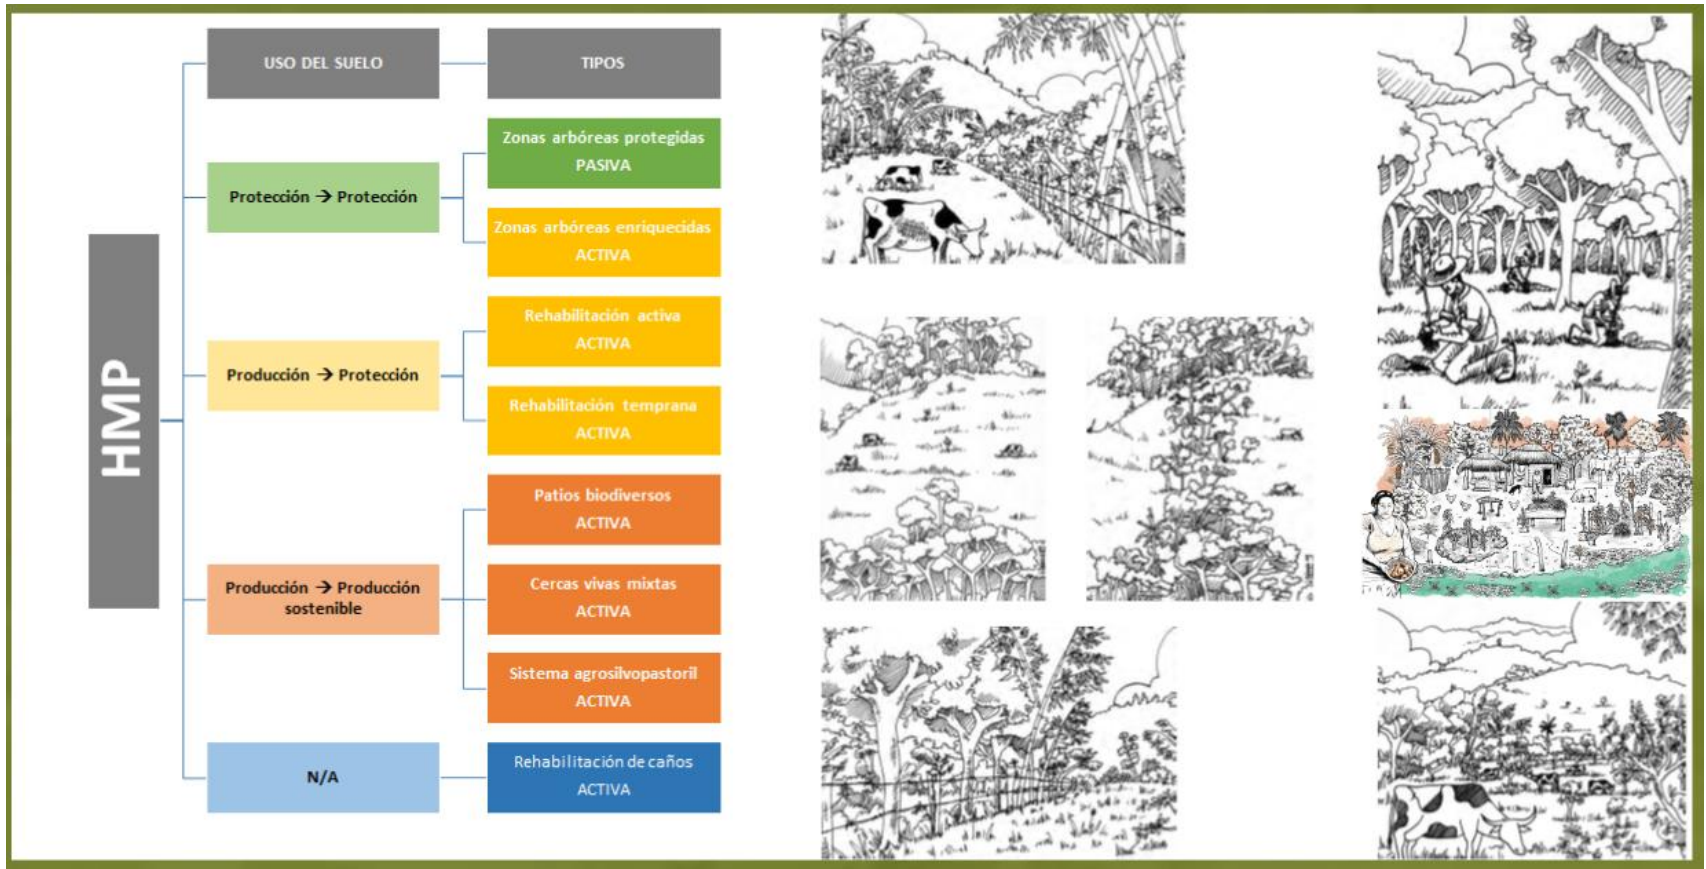 HMP
USO DEL SUELO
TIPOS
Protección → Protección
Zonas arbóreas protegidas
PASIVA
Zonas arbóreas enriquecidas
ACTIVA
Producción → Protección
Rehabilitación activa
ACTIVA
Rehabilitación temprana
ACTIVA
Producción → Producción
sostenible
Patios biodiversos
ACTIVA
Cercas vivas mixtas
ACTIVA
Sistema agrosilvopastoril
ACTIVA
N/A
Rehabilitación de caños
ACTIVA